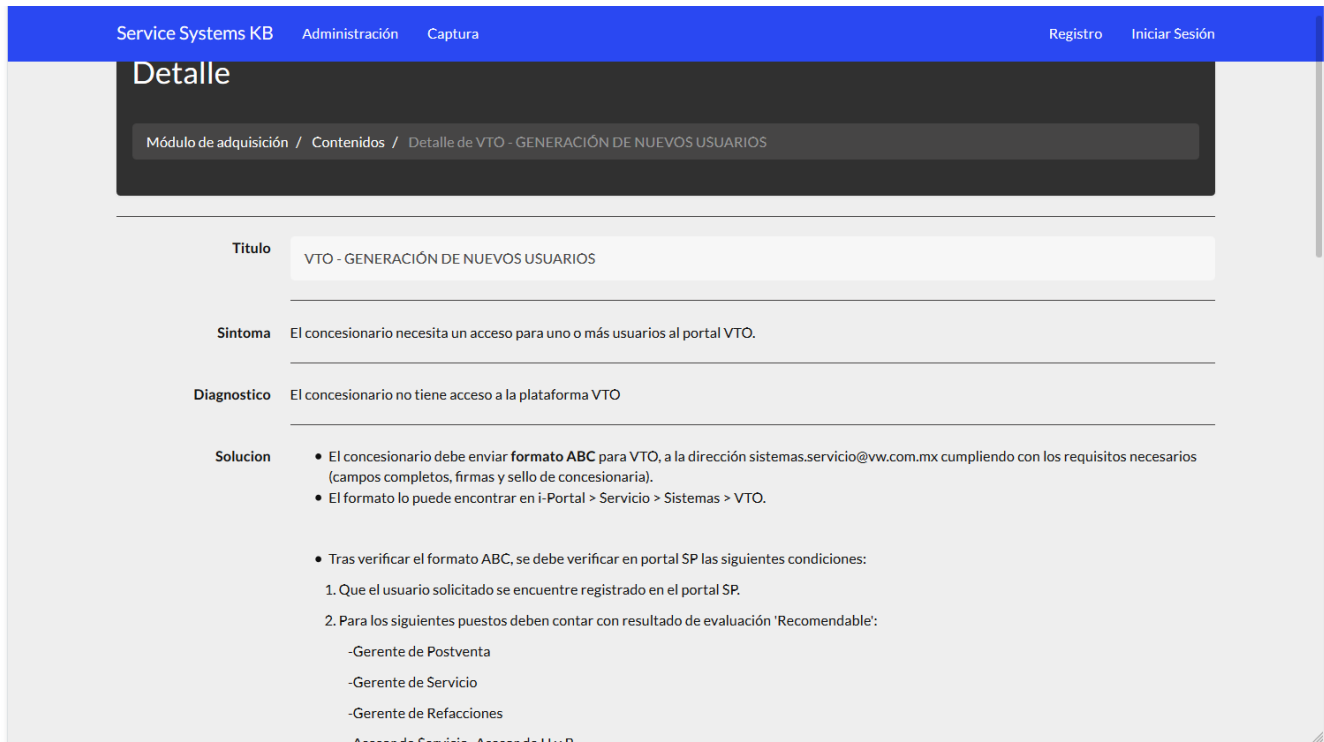 Service Systems KB Administración Captura Registro Iniciar Sesión
Detalle
Módulo de adquisición / Contenidos / Detalle de VTO - GENERACIÓN DE NUEVOS USUARIOS
Titulo VTO - GENERACIÓN DE NUEVOS USUARIOS
Sintoma El concesionario necesita un acceso para uno o más usuarios al portal VTO.
Diagnostico El concesionario no tiene acceso a la plataforma VTO
Solucion • El concesionario debe enviar formato ABC para VTO, a la dirección sistemas.servicio@vw.com.mx cumpliendo con los requisitos necesarios
(campos completos, firmas y sello de concesionaria).
• El formato lo puede encontrar en i-Portal > Servicio > Sistemas > VTO.
• Tras verificar el formato ABC, se debe verificar en portal SP las siguientes condiciones:
1. Que el usuario solicitado se encuentre registrado en el portal SP.
2. Para los siguientes puestos deben contar con resultado de evaluación 'Recomendable':
-Gerente de Postventa
-Gerente de Servicio
-Gerente de Refacciones
-Asesor de Servicio, Asesor de H y P